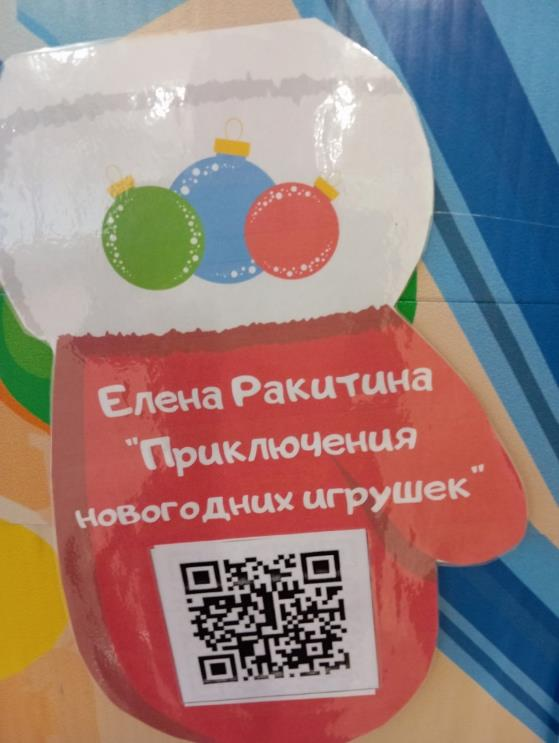 Елена Ракитина
"Приключения
новогодних игрушек"